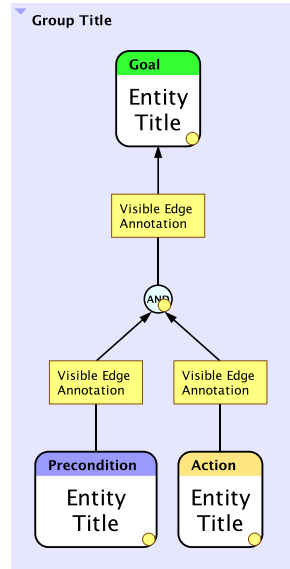 Group Title
Goal
Entity
Title
Visible Edge
Annotation
AND
Visible Edge
Annotation
Visible Edge
Annotation
Precondition
Entity
Title
Action
Entity
Title